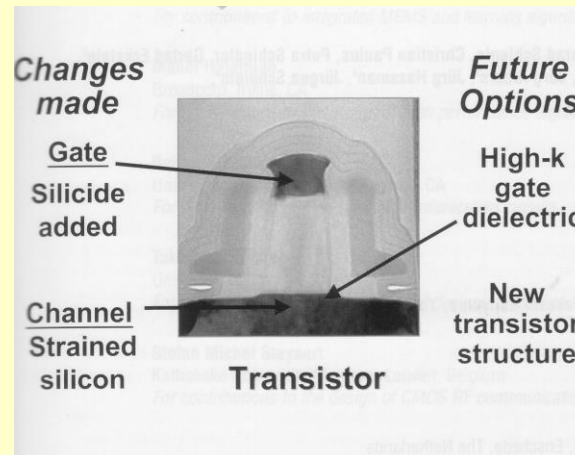 Changes
made
Gate
Silicide
added
Channel
Strained
silicon
Transistor
Future
Options
High-k
gate
dielectric
New
transistor
structure